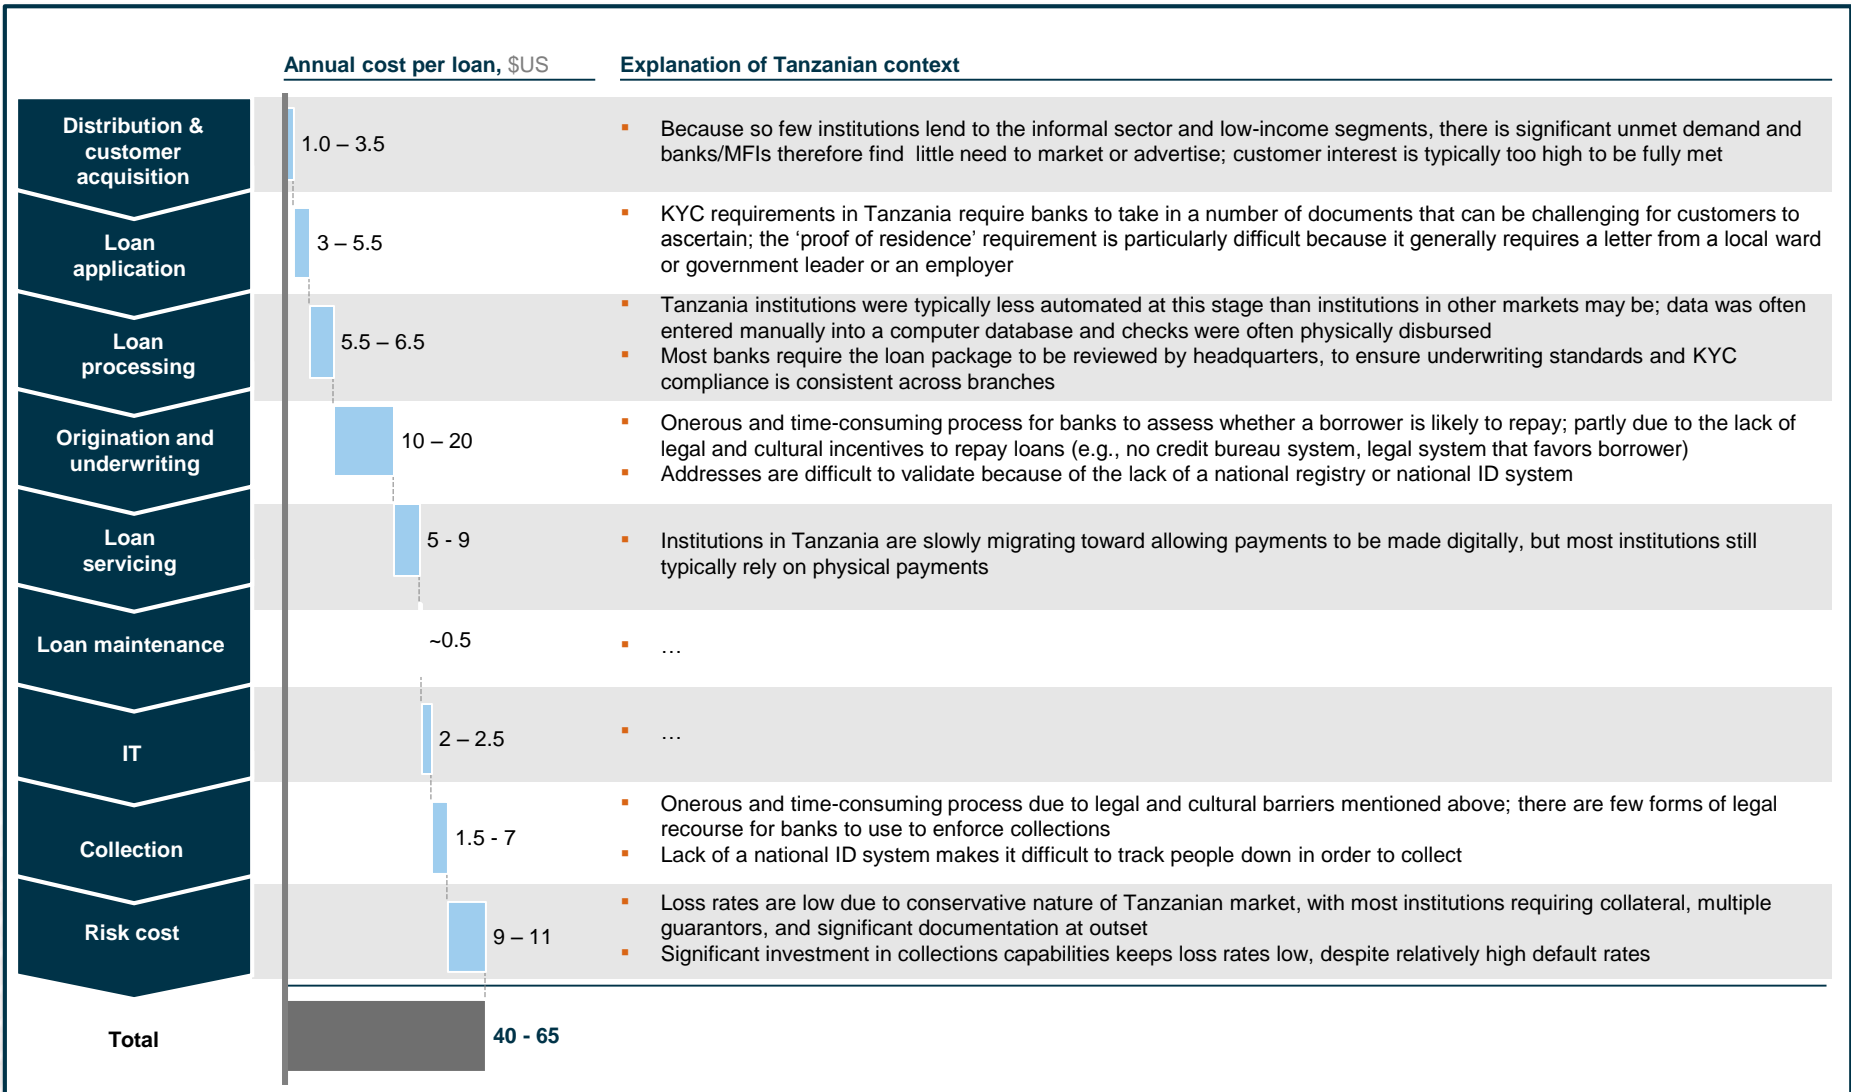 Annual cost per loan, $US
Explanation of Tanzanian context
Distribution &
customer
acquisition
1.0 – 3.5
▪ Because so few institutions lend to the informal sector and low-income segments, there is significant unmet demand and
banks/MFIs therefore find  little need to market or advertise; customer interest is typically too high to be fully met
Loan
application
3 – 5.5
▪ KYC requirements in Tanzania require banks to take in a number of documents that can be challenging for customers to
ascertain; the ‘proof of residence’ requirement is particularly difficult because it generally requires a letter from a local ward
or government leader or an employer
Loan
processing
5.5 – 6.5
▪ Tanzania institutions were typically less automated at this stage than institutions in other markets may be; data was often
entered manually into a computer database and checks were often physically disbursed
▪ Most banks require the loan package to be reviewed by headquarters, to ensure underwriting standards and KYC
compliance is consistent across branches
Origination and
underwriting
10 – 20
▪ Onerous and time-consuming process for banks to assess whether a borrower is likely to repay; partly due to the lack of
legal and cultural incentives to repay loans (e.g., no credit bureau system, legal system that favors borrower)
▪ Addresses are difficult to validate because of the lack of a national registry or national ID system
Loan
servicing
5 - 9
▪ Institutions in Tanzania are slowly migrating toward allowing payments to be made digitally, but most institutions still
typically rely on physical payments
Loan maintenance
~0.5
▪ …
IT
2 – 2.5
▪ …
Collection
1.5 - 7
▪ Onerous and time-consuming process due to legal and cultural barriers mentioned above; there are few forms of legal
recourse for banks to use to enforce collections
▪ Lack of a national ID system makes it difficult to track people down in order to collect
Risk cost
9 – 11
▪ Loss rates are low due to conservative nature of Tanzanian market, with most institutions requiring collateral, multiple
guarantors, and significant documentation at outset
▪ Significant investment in collections capabilities keeps loss rates low, despite relatively high default rates
Total
40 - 65